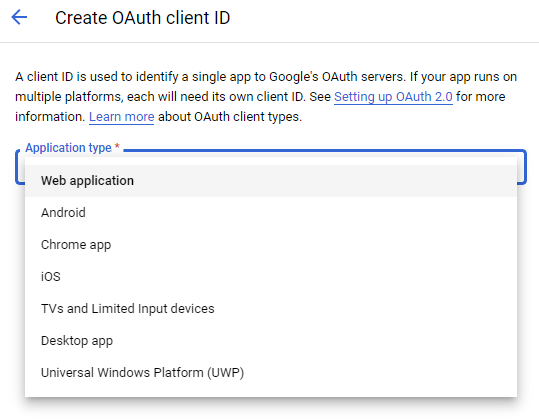 Create OAuth client ID
A client ID is used to identify a single app to Google's OAuth servers. If your app runs on
multiple platforms, each will need its own client ID. See Setting up OAuth 2.0 for more
information. Learn more about OAuth client types.
Application type *
Web application
Android
Chrome app
iOS
TVs and Limited Input devices
Desktop app
Universal Windows Platform (UWP)